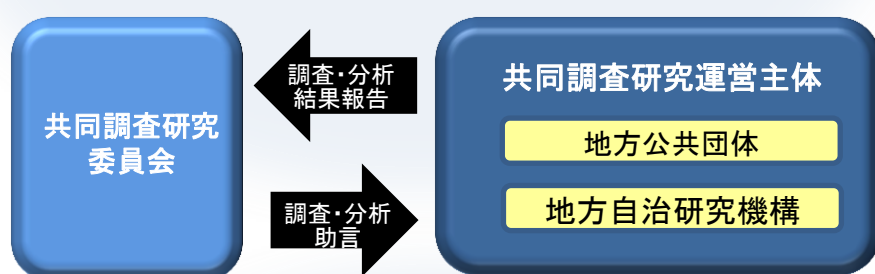 共同調査研究
委員会
調査・分析
結果報告
調査・分析
助言
共同調査研究運営主体
地方公共団体
地方自治研究機構